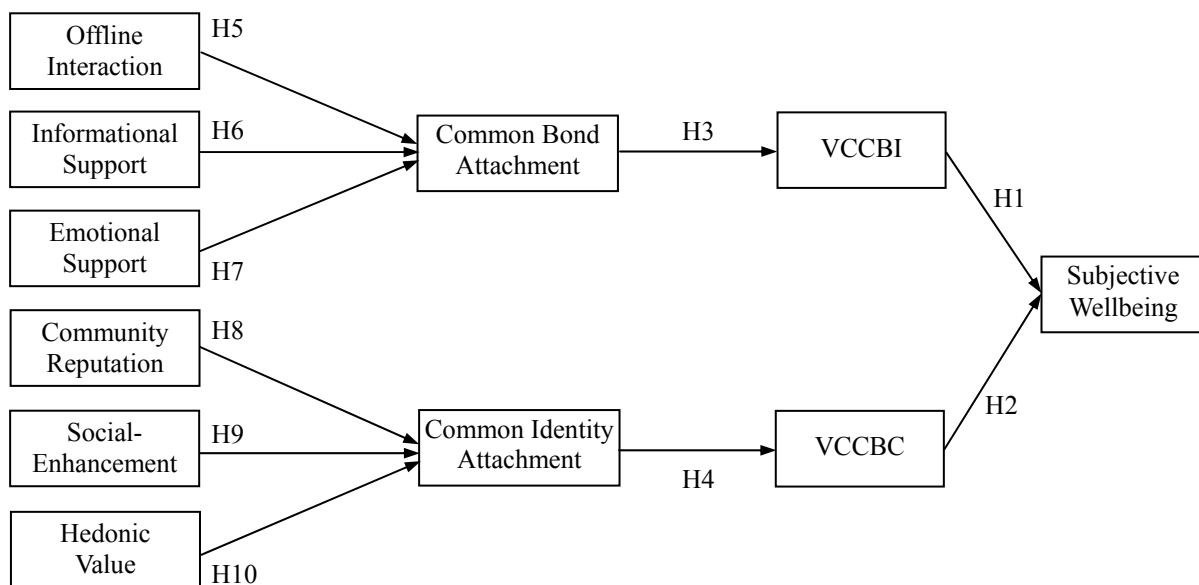 Offline
Interaction
H5
Informational
Support
H6
Emotional
Support
H7
Common Bond
Attachment
H3
VCCBI
H1
Subjective
Wellbeing
Community
Reputation
H8
Social-
Enhancement
H9
Hedonic
Value
H10
Common Identity
Attachment
H4
VCCBC
H2